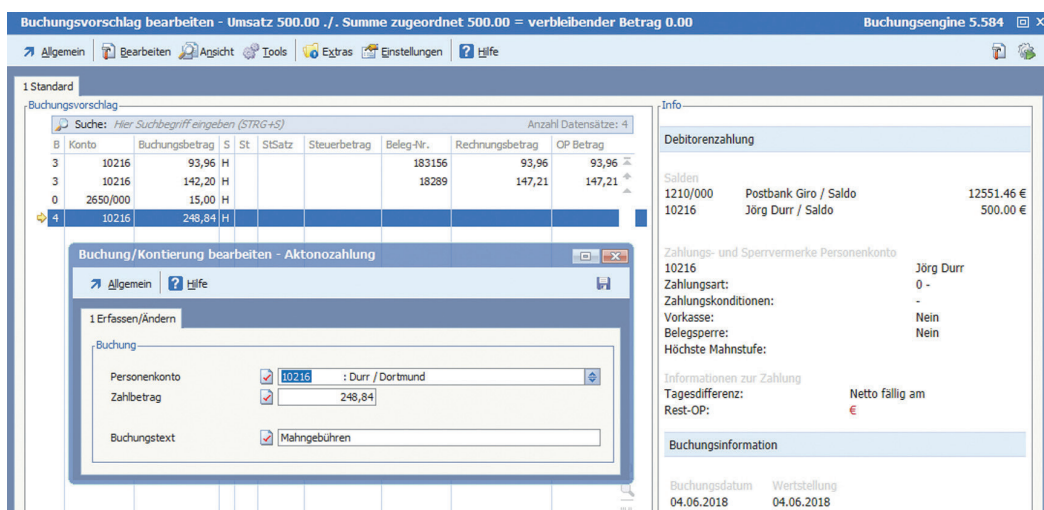 Buchungsvorschlag bearbeiten - Umsatz 500.00 ./. Summe zugeordnet 500.00 = verbleibender Betrag 0.00 Buchungsengine 5.584
Allgemein Bearbeiten Ansicht Tools Extras Einstellungen Hilfe
1 Standard
Buchungsvorschlag
Suche: Hier Suchbegriff eingeben (STRG+S) Anzahl Datensätze: 4
B Konto Buchungsbetrag S St StSatz Steuerbetrag Beleg-Nr. Rechnungsbetrag OP Betrag
3 10216 93,96 H 183156 93,96 93,96
3 10216 142,20 H 18289 147,21 147,21
0 2650/000 15,00 H
4 10216 248,84 H
Buchung/Kontierung bearbeiten - Aktonozahlung
Allgemein Hilfe
1 Erfassen/Ändern
Buchung
Personenkonto 10216 : Durr / Dortmund
Zahlbetrag 248,84
Buchungstext Mahngebühren
Info
Debitorenzahlung
Salden
1210/000 Postbank Giro / Saldo 12551.46 €
10216 Jörg Durr / Saldo 500.00 €
Zahlungs- und Sperrvermerke Personenkonto
10216 Jörg Durr
Zahlungsart: 0 -
Zahlungskonditionen: -
Vorkasse: Nein
Belegsperre: Nein
Höchste Mahnstufe:
Informationen zur Zahlung
Tagesdifferenz: Netto fällig am
Rest-OP: €
Buchungsinformation
Buchungsdatum Wertstellung
04.06.2018 04.06.2018